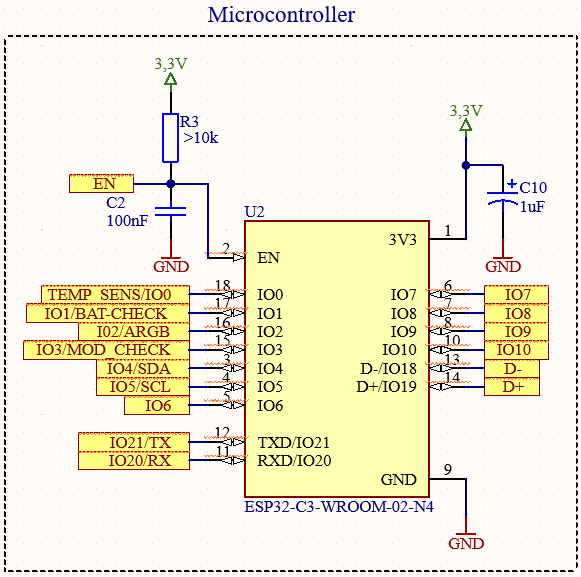 Microcontroller
3,3V
R3
>10k
3,3V
EN
C2
100nF
GND
C10
1uF
GND
U2
1
3V3
2
EN
TEMP_SENS/IO0 18 IO0
IO1/BAT-CHECK 17 IO1
I02/ARGB 16 IO2
IO3/MOD_CHECK 15 IO3
IO4/SDA 3 IO4
IO5/SCL 4 IO5
IO6 5 IO6
IO7 6 IO7
IO8 7 IO8
IO9 8 IO9
IO10 10 IO10
D-/IO18 13 D-
D+/IO19 14 D+
IO21/TX 12 TXD/IO21
IO20/RX 11 RXD/IO20
GND 9
ESP32-C3-WROOM-02-N4
GND